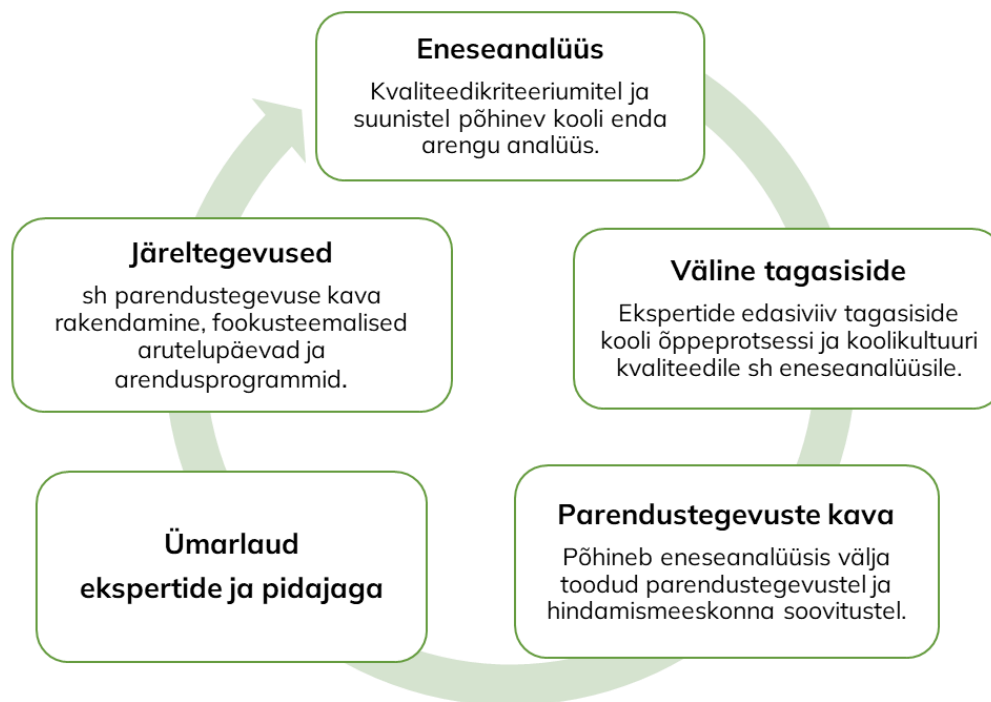 Eneseanalüüs
Kvaliteedikriteeriumitel ja
suunistel põhinev kooli enda
arengu analüüs.
Väline tagasiside
Ekspertide edasiviiv tagasiside
kooli õppeprotsessi ja koolikultuuri
kvaliteedile sh eneseanalüüsile.
Parendustegevuste kava
Põhineb eneseanalüüsis välja
toodud parendustegevustel ja
hindamismeeskonna soovitustel.
Ümarlaud
ekspertide ja pidajaga
Järeltegevused
sh parendustegevuse kava
rakendamine, fookusteemalised
arutelupäevad ja
arendusprogrammid.